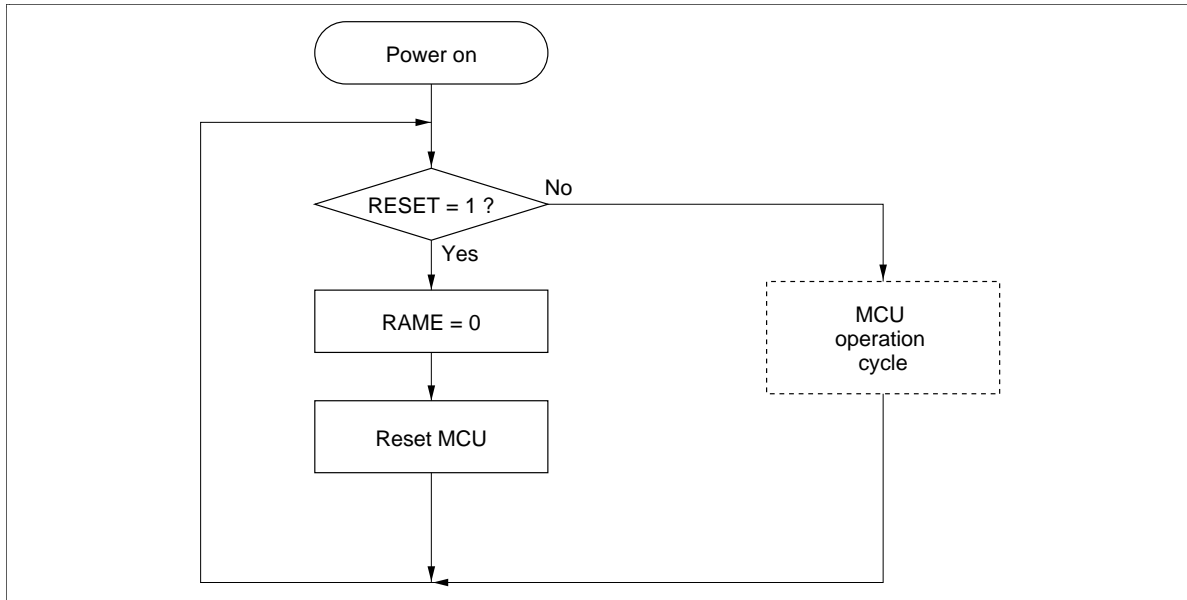 Power on
RESET = 1 ?
No
Yes
RAME = 0
MCU
operation
cycle
Reset MCU